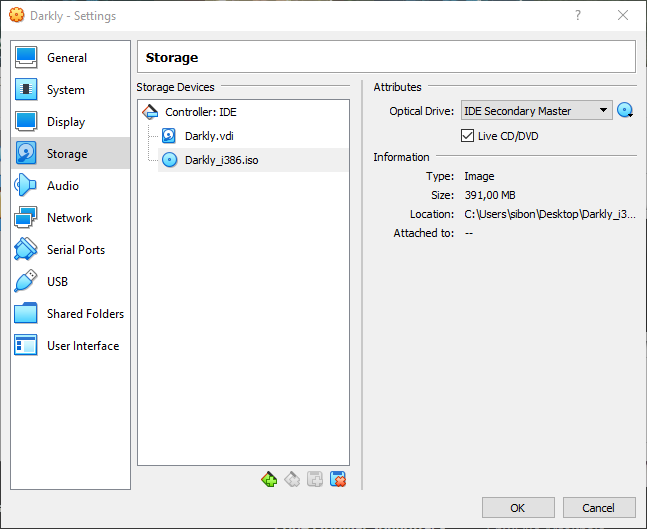 Darkly - Settings
General
System
Display
Storage
Audio
Network
Serial Ports
USB
Shared Folders
User Interface
Storage
Storage Devices
Controller: IDE
Darkly.vdi
Darkly_i386.iso
Attributes
Optical Drive: IDE Secondary Master
Live CD/DVD
Information
Type: Image
Size: 391,00 MB
Location: C:\Users\sibon\Desktop\Darkly_i3...
Attached to: --
OK
Cancel